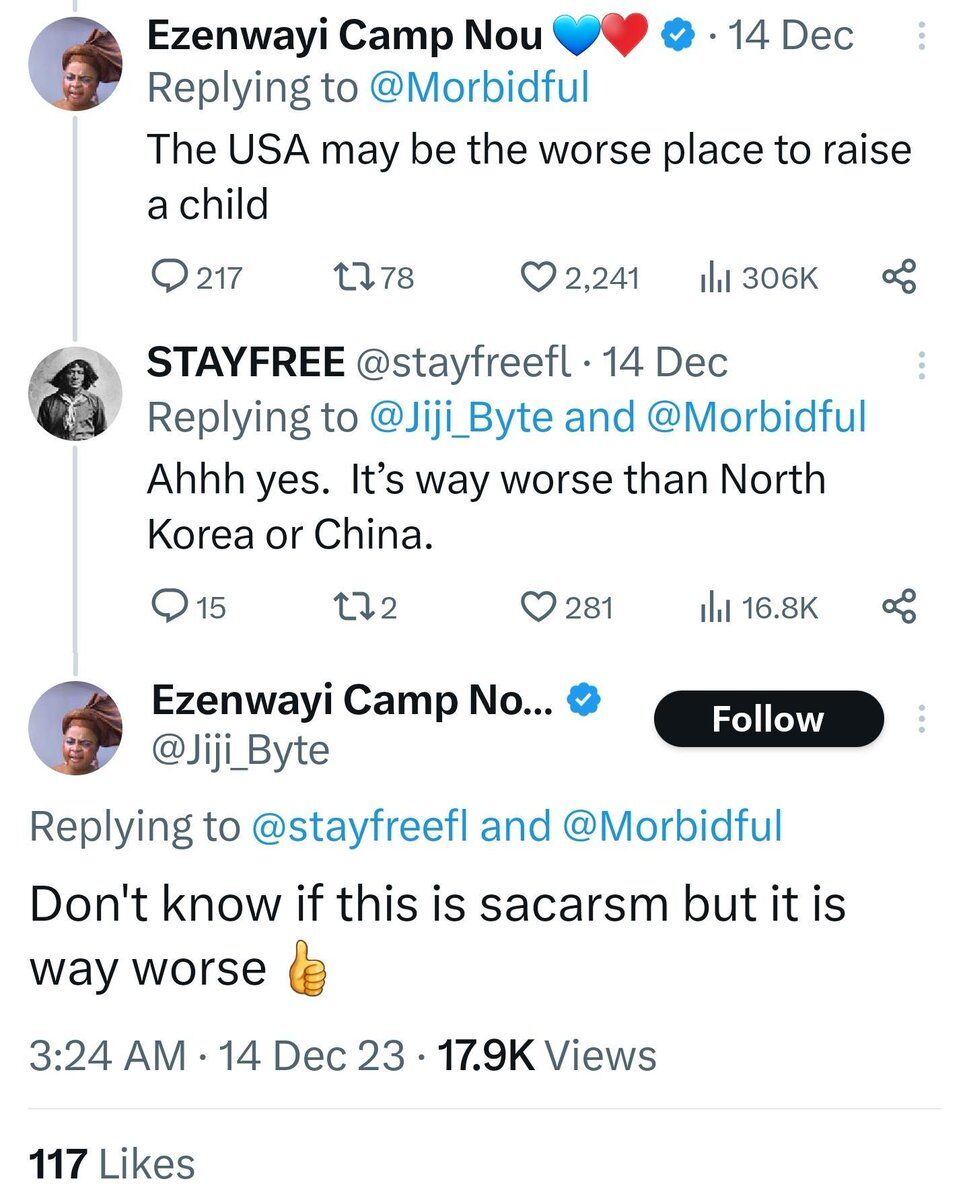 Ezenwayi Camp Nou 💙❤️ · 14 Dec
Replying to @Morbidful
The USA may be the worse place to raise
a child
217 78 2,241 306K
STAYFREE @stayfreefl · 14 Dec
Replying to @Jiji_Byte and @Morbidful
Ahhh yes.  It’s way worse than North
Korea or China.
15 2 281 16.8K
Ezenwayi Camp No...
Follow
@Jiji_Byte
Replying to @stayfreefl and @Morbidful
Don't know if this is sacarsm but it is
way worse 👍
3:24 AM · 14 Dec 23 · 17.9K Views
117 Likes